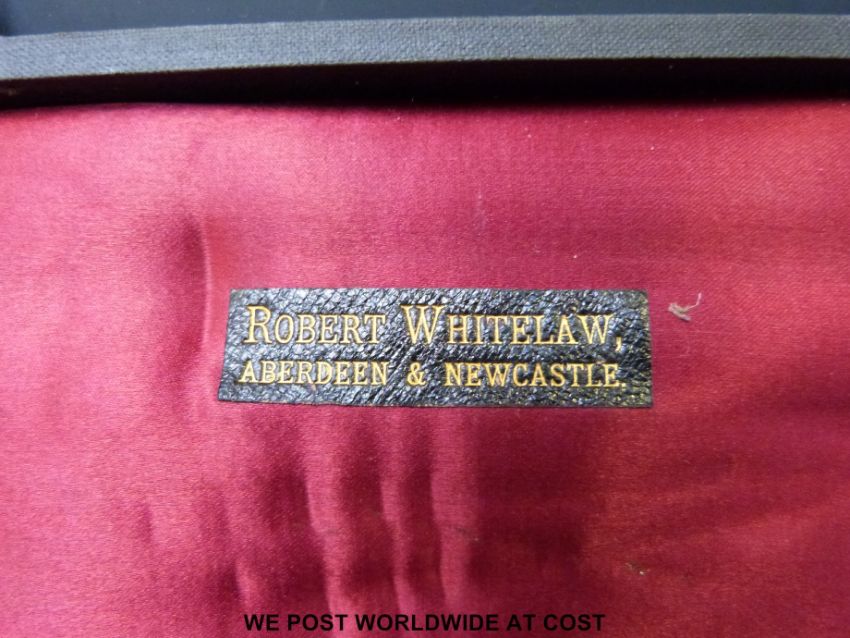 ROBERT WHITELAW,
ABERDEEN & NEWCASTLE.
WE POST WORLDWIDE AT COST